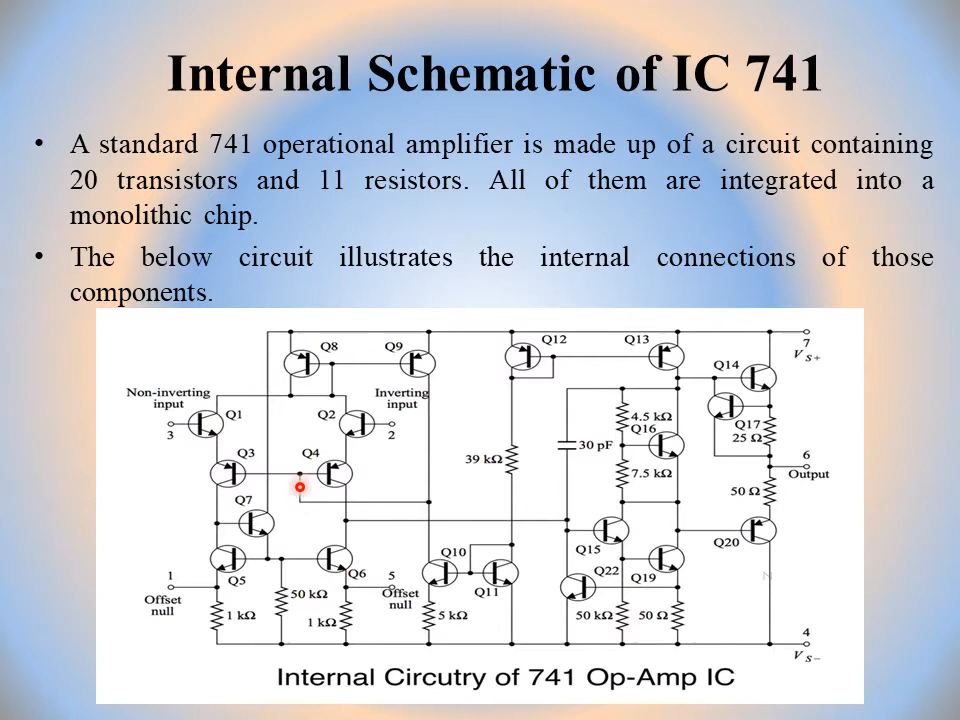 Internal Schematic of IC 741
• A standard 741 operational amplifier is made up of a circuit containing
20 transistors and 11 resistors. All of them are integrated into a
monolithic chip.
• The below circuit illustrates the internal connections of those
components.
Q8
Q9
Q12
Q13
7
VS+
Q14
Non-inverting
input
Inverting
input
Q1
Q2
3
2
4.5 kΩ
Q16
Q17
25 Ω
30 pF
39 kΩ
Q3
Q4
7.5 kΩ
6
Output
Q7
50 Ω
Q10
Q15
Q20
1
Offset
null
Q5
Q6
5
Offset
null
Q11
Q22
Q19
N
50 kΩ
1 kΩ
1 kΩ
5 kΩ
50 kΩ
50 Ω
4
VS−
Internal Circutry of 741 Op-Amp IC